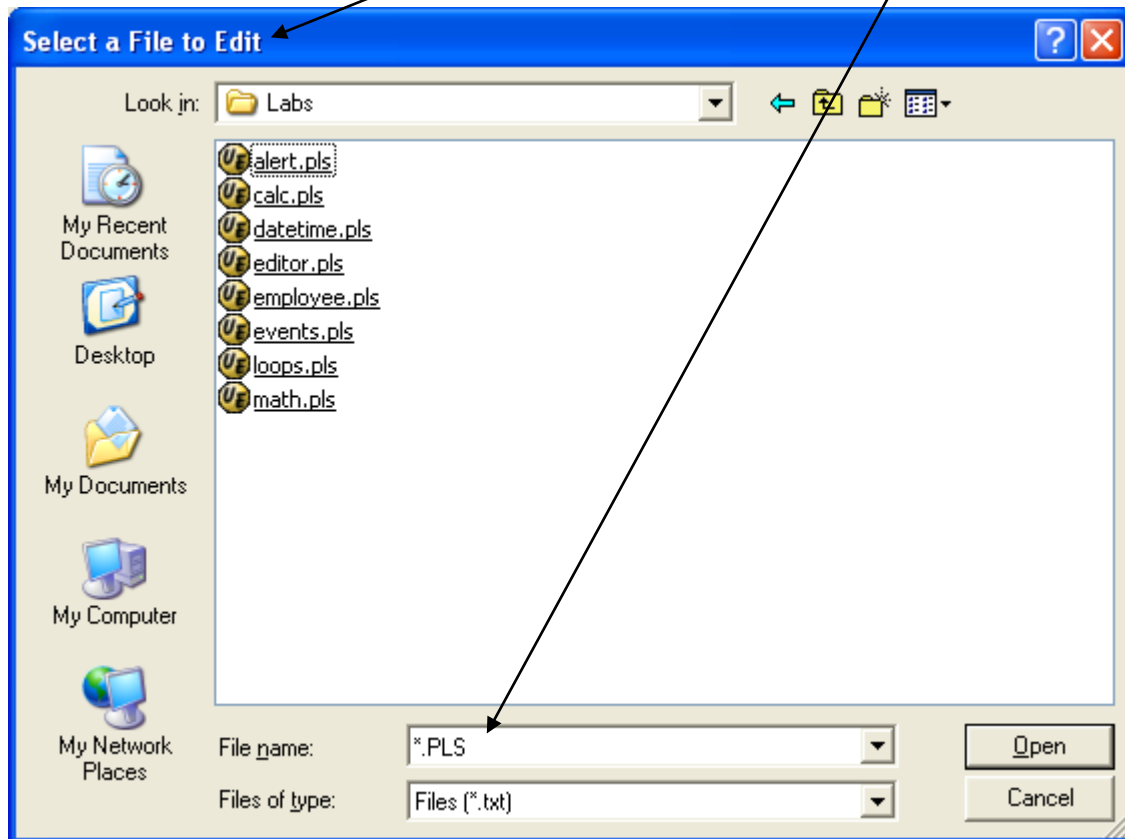 Select a File to Edit
Look in:
Labs
alert.pls
calc.pls
datetime.pls
editor.pls
employee.pls
events.pls
loops.pls
math.pls
My Recent
Documents
Desktop
My Documents
My Computer
My Network
Places
File name:
*.PLS
Open
Files of type:
Files (*.txt)
Cancel